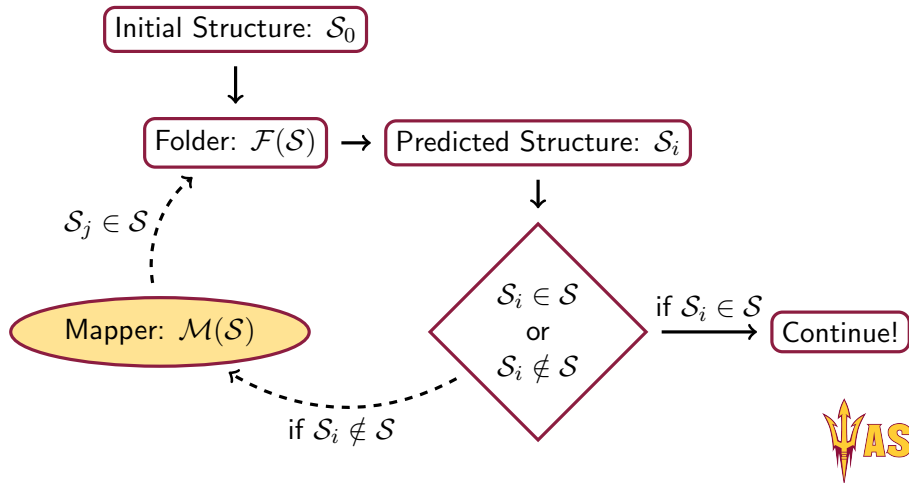 Initial Structure: 𝒮₀
Folder: ℱ(𝒮)
Predicted Structure: 𝒮ᵢ
𝒮ⱼ ∈ 𝒮
𝒮ᵢ ∈ 𝒮
or
𝒮ᵢ ∉ 𝒮
if 𝒮ᵢ ∈ 𝒮
Continue!
Mapper: ℳ(𝒮)
if 𝒮ᵢ ∉ 𝒮
AS